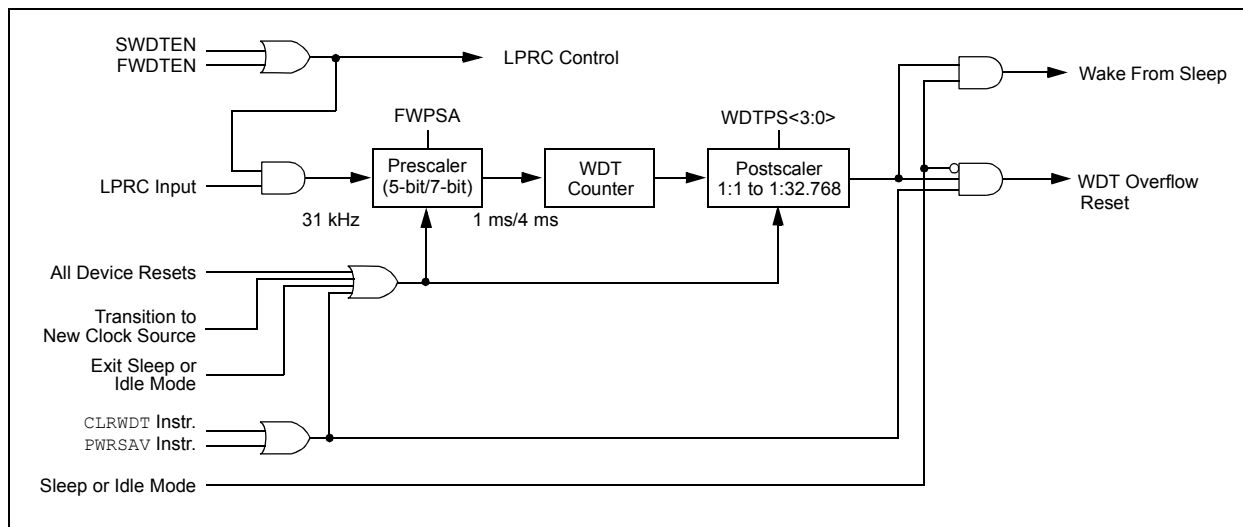 SWDTEN
FWDTEN
LPRC Control
Wake From Sleep
FWPSA
WDTPS<3:0>
LPRC Input
Prescaler
(5-bit/7-bit)
WDT
Counter
Postscaler
1:1 to 1:32.768
WDT Overflow
Reset
31 kHz
1 ms/4 ms
All Device Resets
Transition to
New Clock Source
Exit Sleep or
Idle Mode
CLRWDT Instr.
PWRSAV Instr.
Sleep or Idle Mode